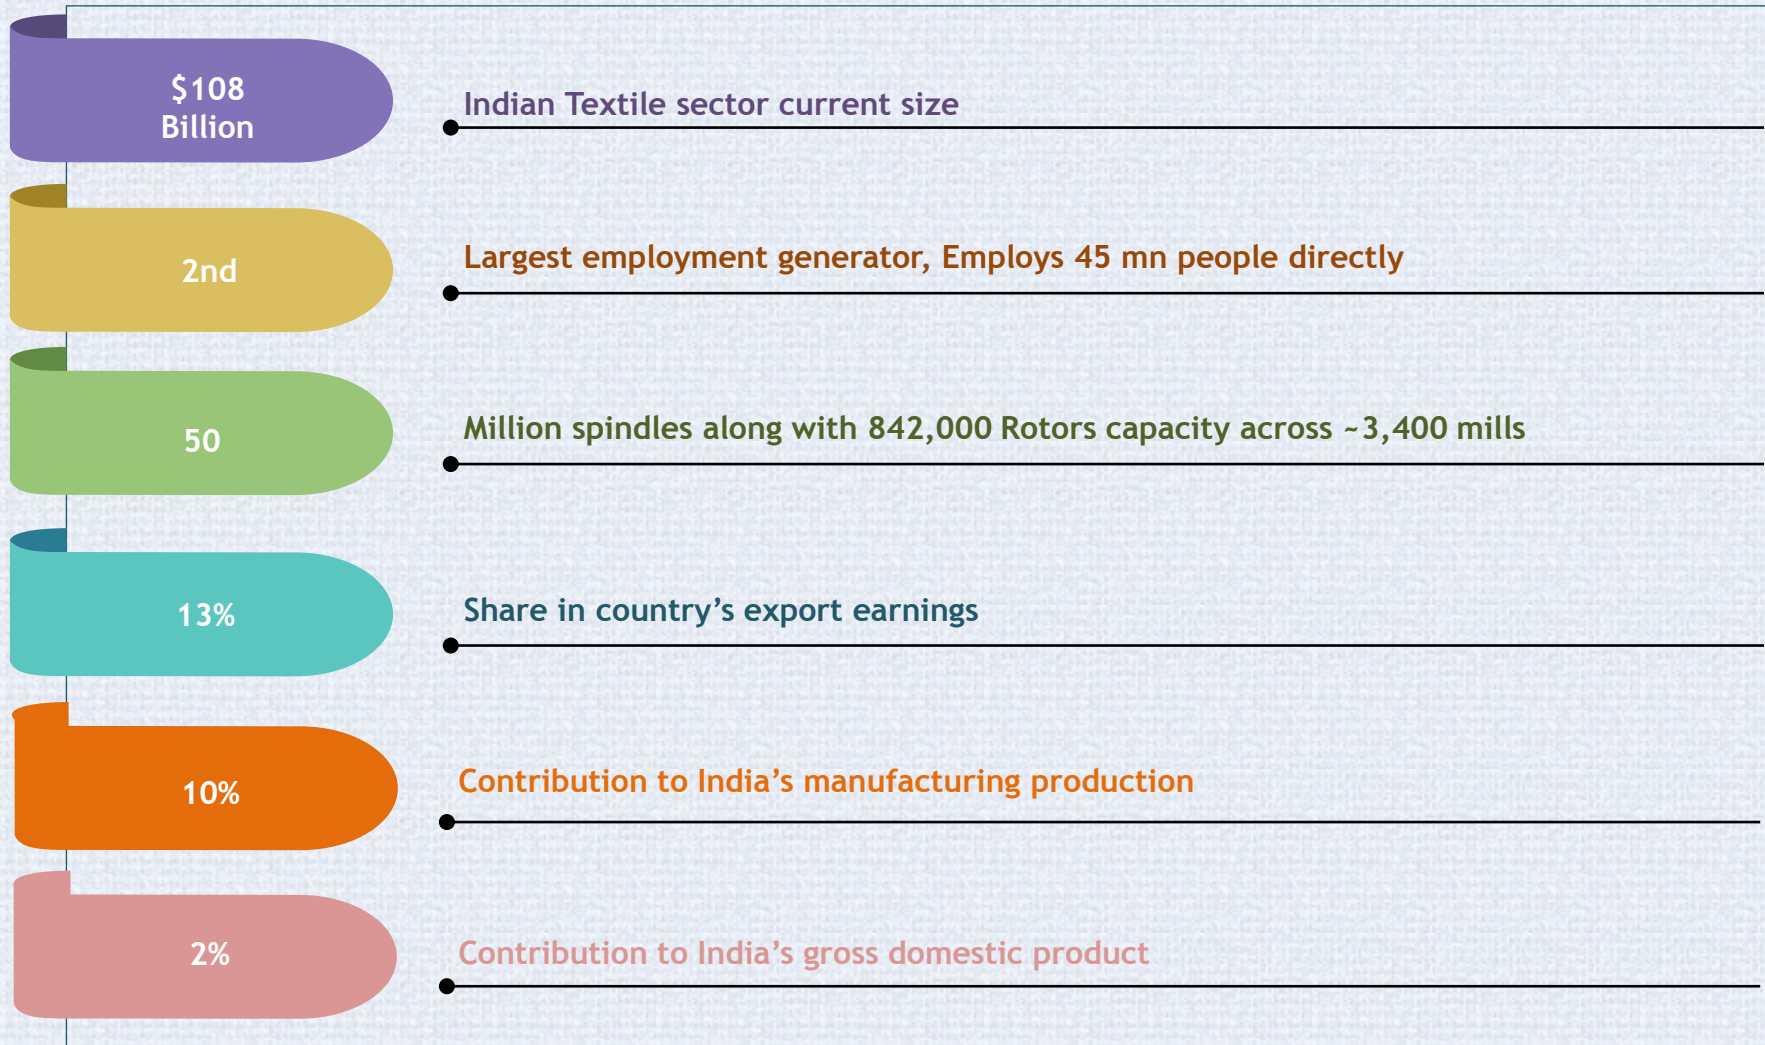 $108
Billion
Indian Textile sector current size
2nd
Largest employment generator, Employs 45 mn people directly
50
Million spindles along with 842,000 Rotors capacity across ~3,400 mills
13%
Share in country’s export earnings
10%
Contribution to India’s manufacturing production
2%
Contribution to India’s gross domestic product